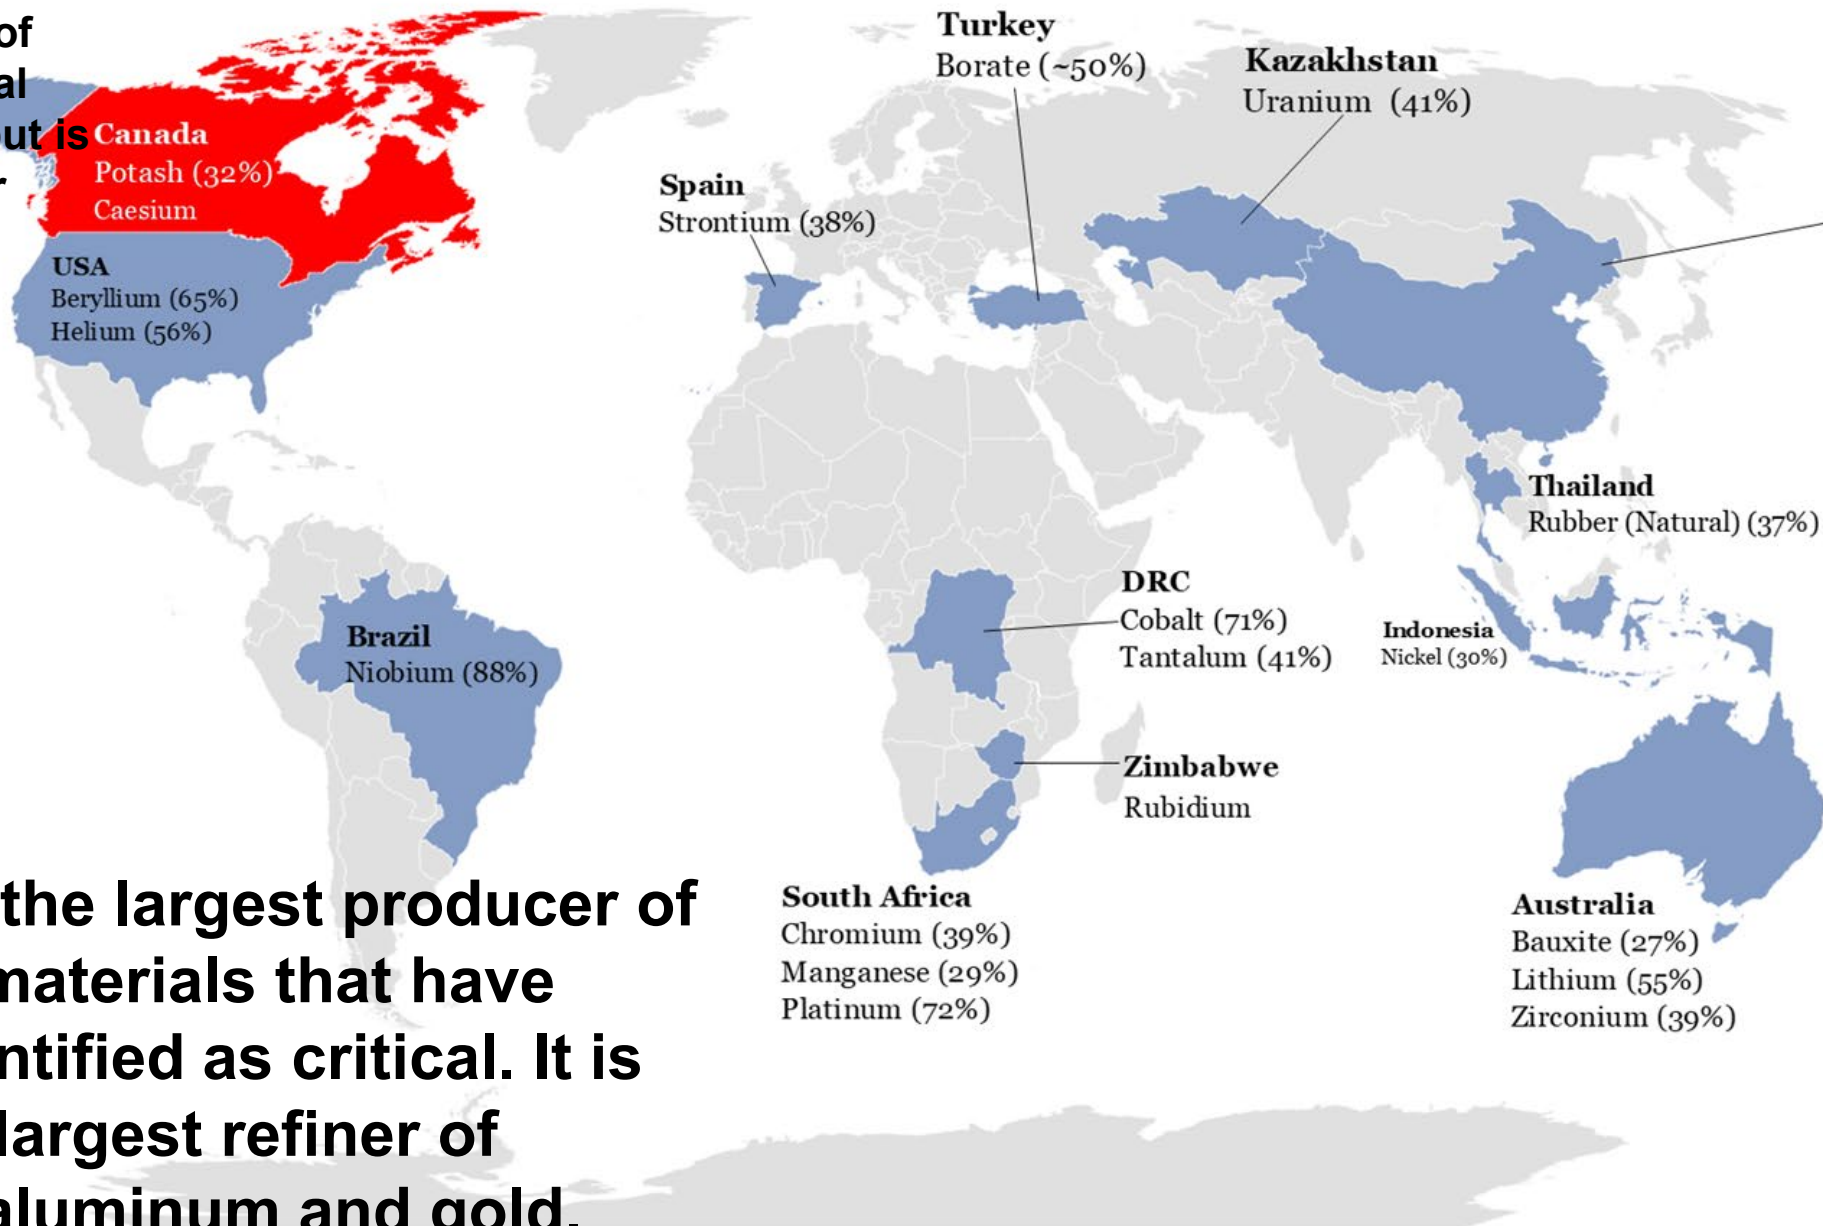 of
al
out is
r
Canada
Potash (32%)
Caesium
USA
Beryllium (65%)
Helium (56%)
Turkey
Borate (~50%)
Kazakhstan
Uranium (41%)
Spain
Strontium (38%)
Thailand
Rubber (Natural) (37%)
DRC
Cobalt (71%)
Tantalum (41%)
Indonesia
Nickel (30%)
Brazil
Niobium (88%)
Zimbabwe
Rubidium
South Africa
Chromium (39%)
Manganese (29%)
Platinum (72%)
Australia
Bauxite (27%)
Lithium (55%)
Zirconium (39%)
the largest producer of
materials that have
ntified as critical. It is
largest refiner of
aluminum and gold.